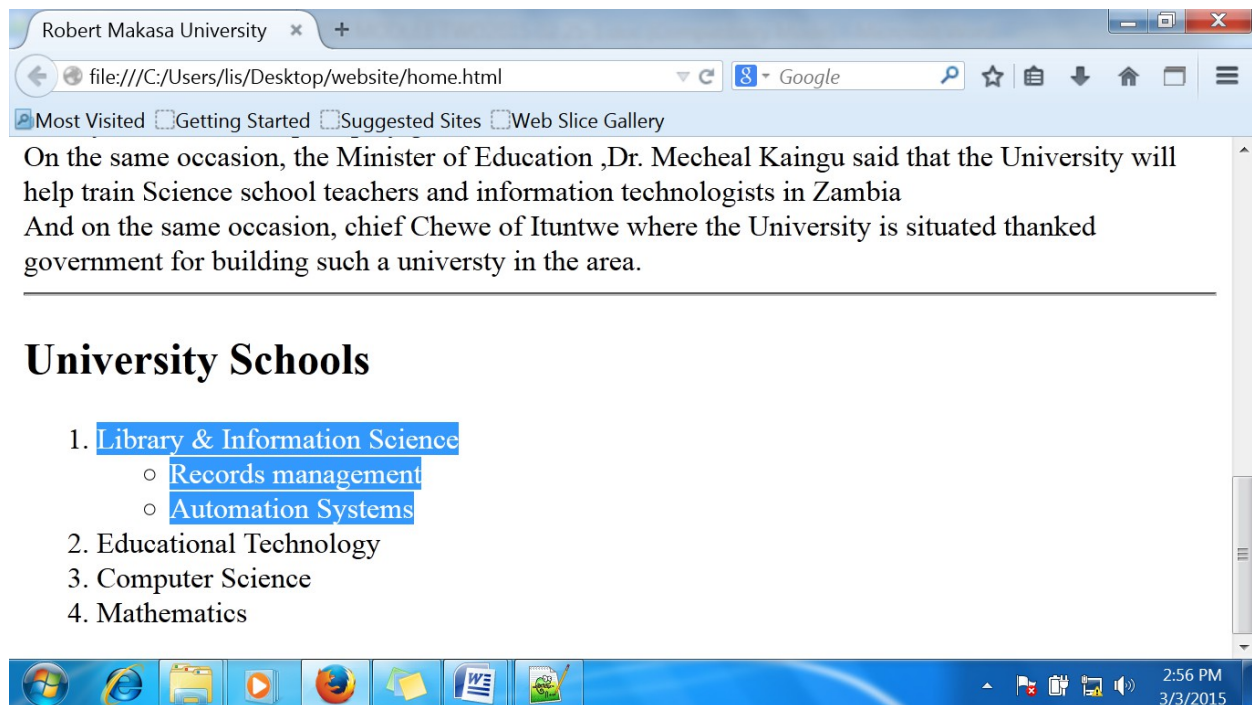 Robert Makasa University
file:///C:/Users/lis/Desktop/website/home.html
Google
Most Visited Getting Started Suggested Sites Web Slice Gallery
On the same occasion, the Minister of Education ,Dr. Mecheal Kaingu said that the University will
help train Science school teachers and information technologists in Zambia
And on the same occasion, chief Chewe of Ituntwe where the University is situated thanked
government for building such a universty in the area.
University Schools
1. Library & Information Science
Records management
Automation Systems
2. Educational Technology
3. Computer Science
4. Mathematics
2:56 PM
3/3/2015